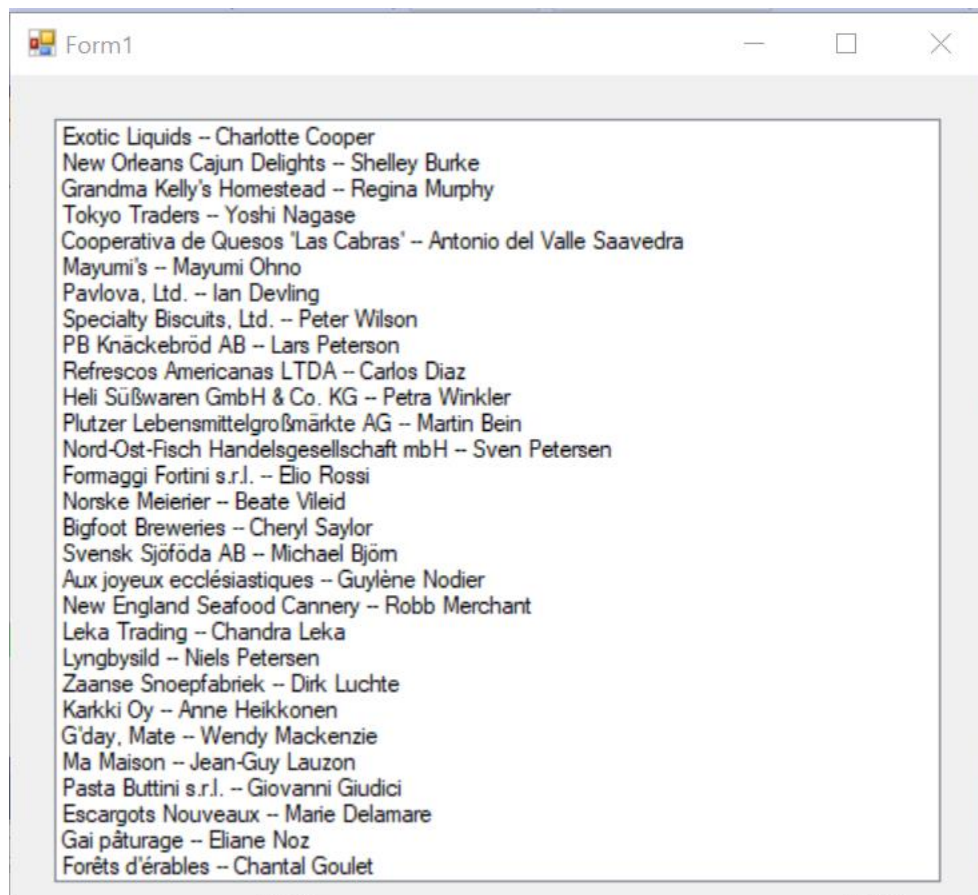 Form1
Exotic Liquids -- Charlotte Cooper
New Orleans Cajun Delights -- Shelley Burke
Grandma Kelly's Homestead -- Regina Murphy
Tokyo Traders -- Yoshi Nagase
Cooperativa de Quesos 'Las Cabras' -- Antonio del Valle Saavedra
Mayumi's -- Mayumi Ohno
Pavlova, Ltd. -- Ian Devling
Specialty Biscuits, Ltd. -- Peter Wilson
PB Knäckebröd AB -- Lars Peterson
Refrescos Americanas LTDA -- Carlos Diaz
Heli Süßwaren GmbH & Co. KG -- Petra Winkler
Plutzer Lebensmittelgroßmärkte AG -- Martin Bein
Nord-Ost-Fisch Handelsgesellschaft mbH -- Sven Petersen
Formaggi Fortini s.r.l. -- Elio Rossi
Norske Meierier -- Beate Vileid
Bigfoot Breweries -- Cheryl Saylor
Svensk Sjöföda AB -- Michael Björn
Aux joyeux ecclésiastiques -- Guylène Nodier
New England Seafood Cannery -- Robb Merchant
Leka Trading -- Chandra Leka
Lyngbysild -- Niels Petersen
Zaanse Snoepfabriek -- Dirk Luchte
Karkki Oy -- Anne Heikkonen
G'day, Mate -- Wendy Mackenzie
Ma Maison -- Jean-Guy Lauzon
Pasta Buttini s.r.l. -- Giovanni Giudici
Escargots Nouveaux -- Marie Delamare
Gai pâturage -- Eliane Noz
Forêts d'érables -- Chantal Goulet